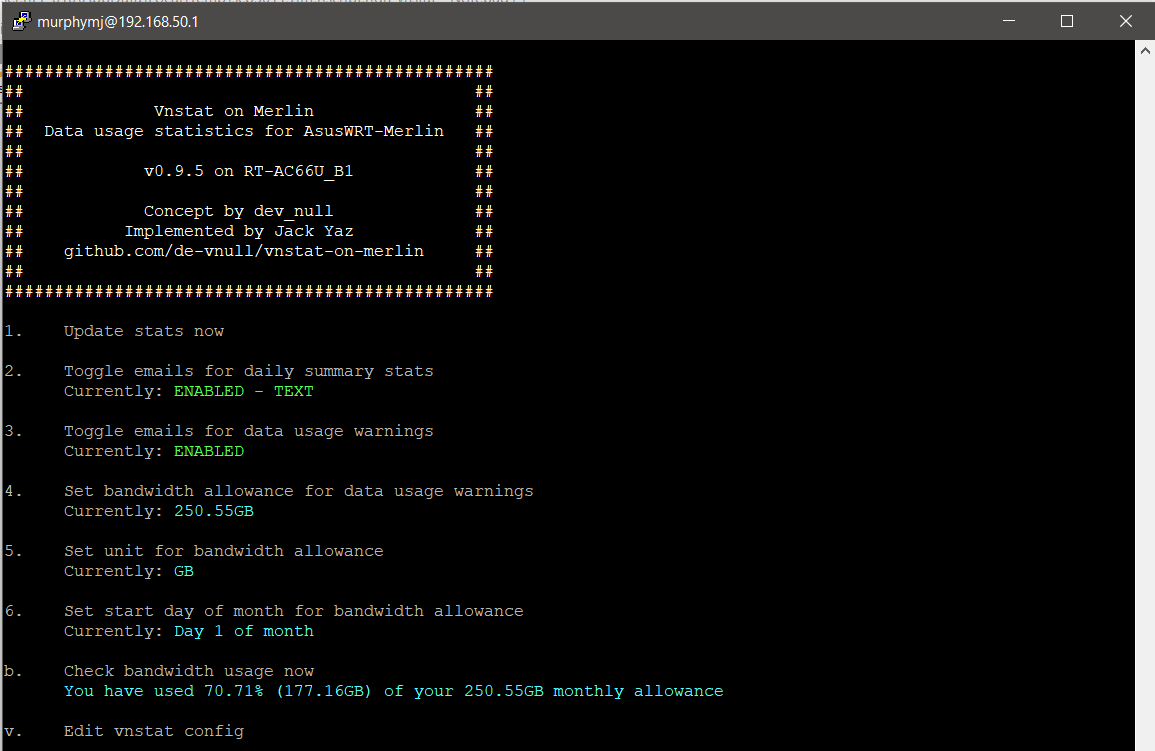 murphymj@192.168.50.1
#################################################
##                                             ##
##             Vnstat on Merlin                ##
##  Data usage statistics for AsusWRT-Merlin   ##
##                                             ##
##            v0.9.5 on RT-AC66U_B1            ##
##                                             ##
##            Concept by dev_null              ##
##          Implemented by Jack Yaz            ##
##    github.com/de-vnull/vnstat-on-merlin     ##
##                                             ##
#################################################
1.    Update stats now
2.    Toggle emails for daily summary stats
      Currently: ENABLED - TEXT
3.    Toggle emails for data usage warnings
      Currently: ENABLED
4.    Set bandwidth allowance for data usage warnings
      Currently: 250.55GB
5.    Set unit for bandwidth allowance
      Currently: GB
6.    Set start day of month for bandwidth allowance
      Currently: Day 1 of month
b.    Check bandwidth usage now
      You have used 70.71% (177.16GB) of your 250.55GB monthly allowance
v.    Edit vnstat config